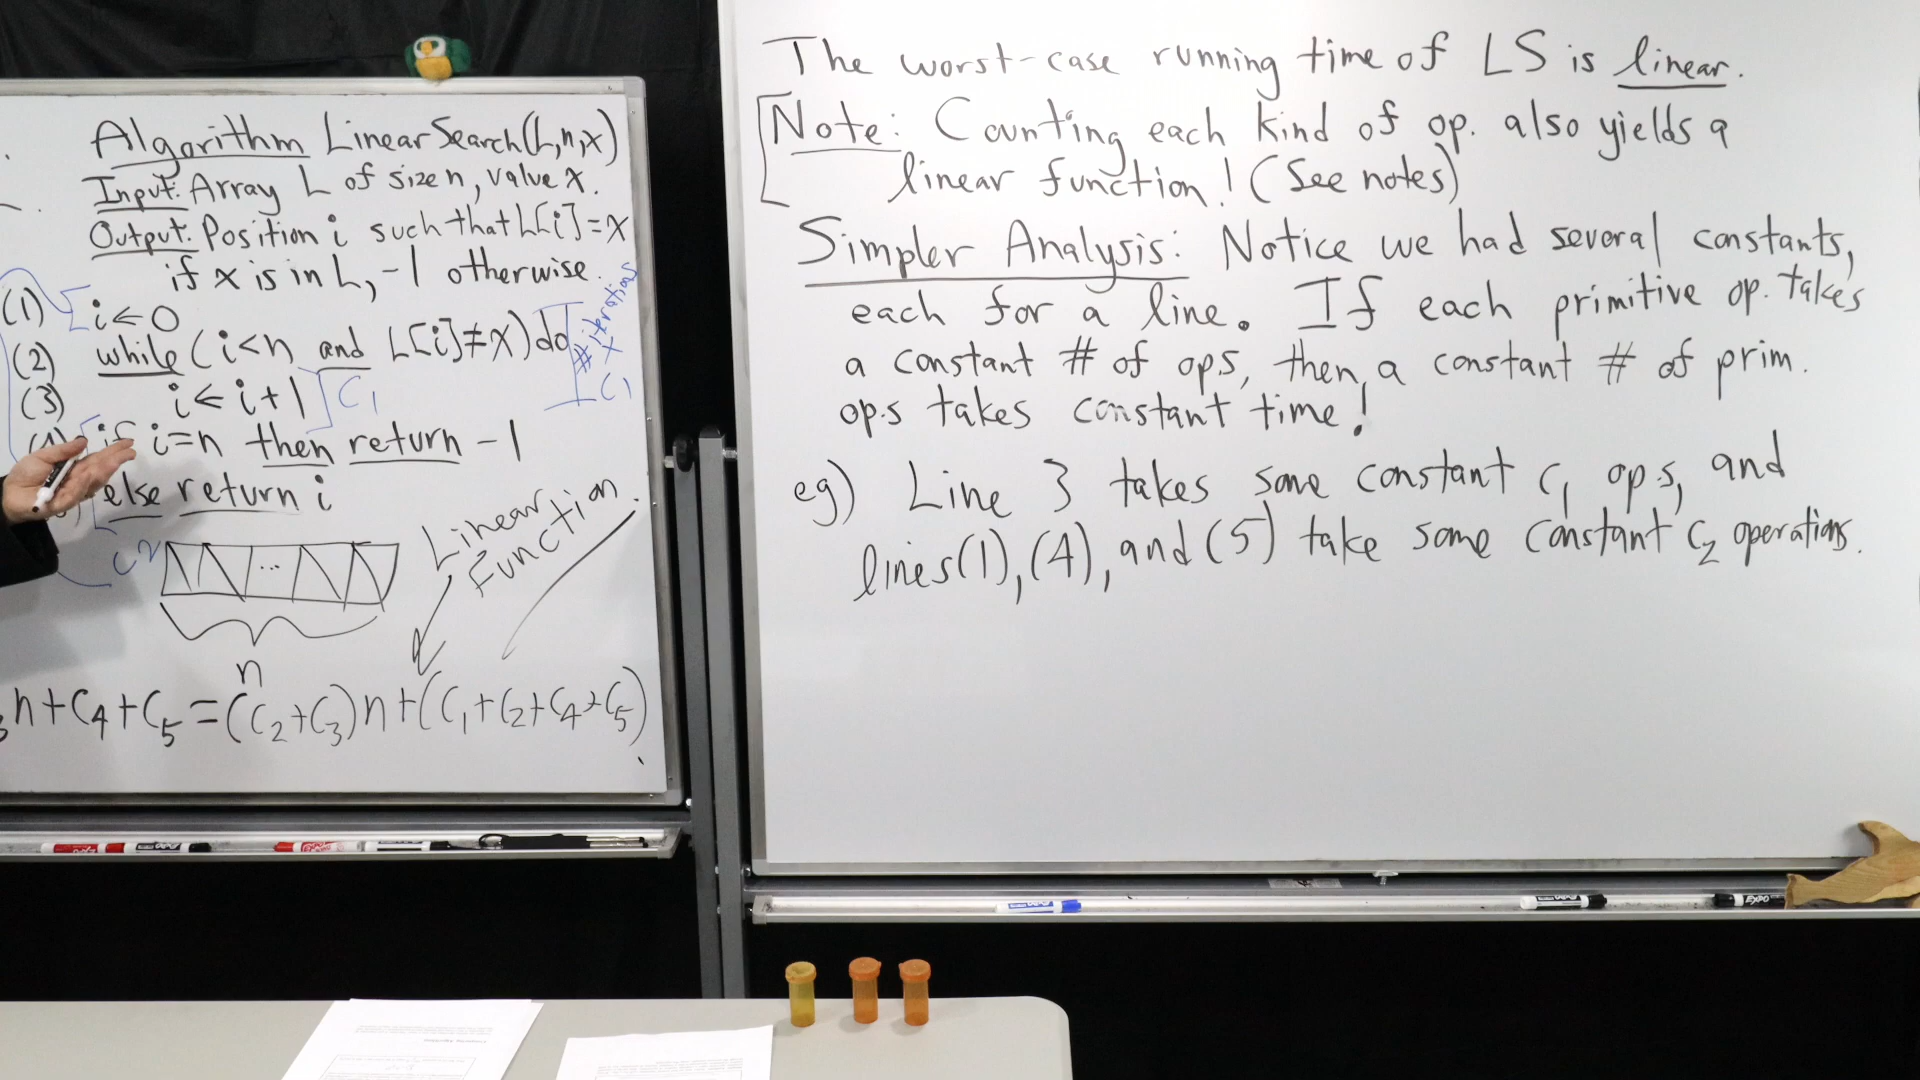 Algorithm LinearSearch(L,n,x)
Input: Array L of size n, value x.
Output: Position i such that L[i]=x
if x is in L, -1 otherwise.
(1) i←0
(2) while (i<n and L[i]≠x) do
(3) i←i+1
C1
# iterations
×
C1
(4) if i=n then return -1
else return i
C2
...
n
Linear
Function.
n+C4+C5=(C2+C3)n+(C1+C2+C4+C5)
The worst-case running time of LS is linear.
Note: Counting each kind of op. also yields a
linear function! (See notes)
Simpler Analysis: Notice we had several constants,
each for a line. If each primitive op. takes
a constant # of op.s, then, a constant # of prim.
op.s takes constant time!
eg) Line 3 takes some constant C1 op.s, and
lines (1), (4), and (5) take some constant C2 operations.
EXPO